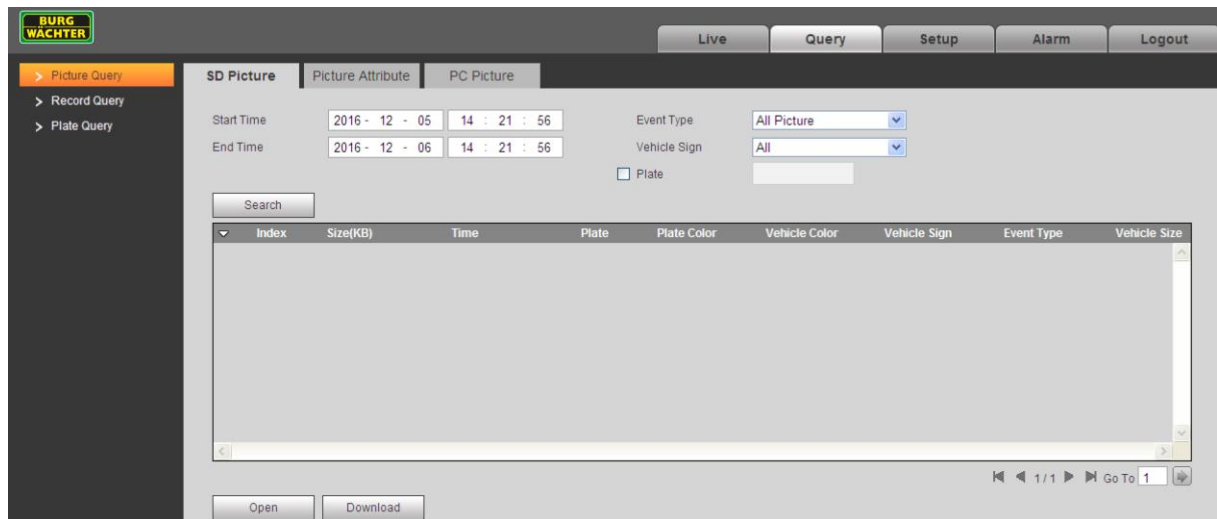 BURG
WÄCHTER
Live Query Setup Alarm Logout
> Picture Query
> Record Query
> Plate Query
SD Picture Picture Attribute PC Picture
Start Time 2016 - 12 - 05 14 : 21 : 56 Event Type All Picture
End Time 2016 - 12 - 06 14 : 21 : 56 Vehicle Sign All
Plate
Search
Index Size(KB) Time Plate Plate Color Vehicle Color Vehicle Sign Event Type Vehicle Size
1 / 1 Go To 1
Open Download